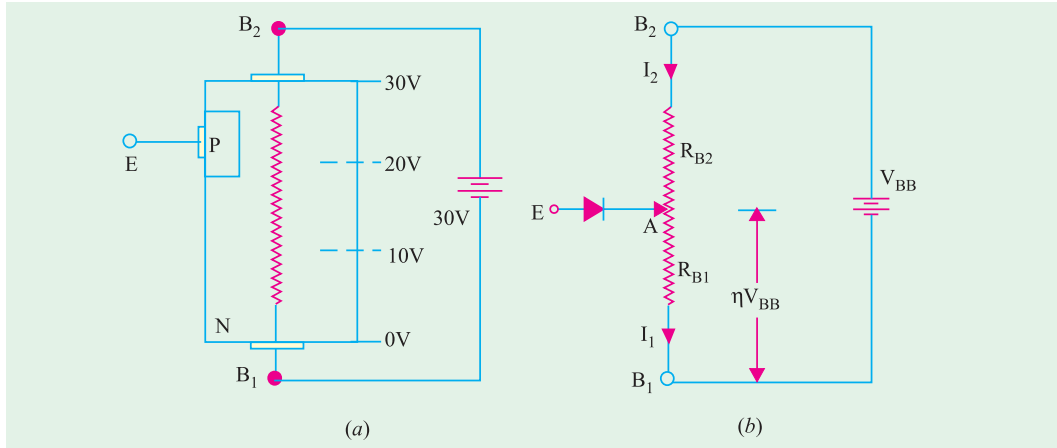 B2
30V
P
E
20V
30V
10V
N
0V
B1
(a)
B2
I2
RB2
VBB
E
A
RB1
ηVBB
I1
B1
(b)